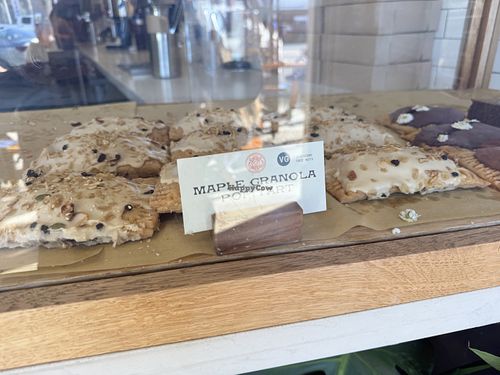 VG
MAPLE GRANOLA
HappyCow
POP TART